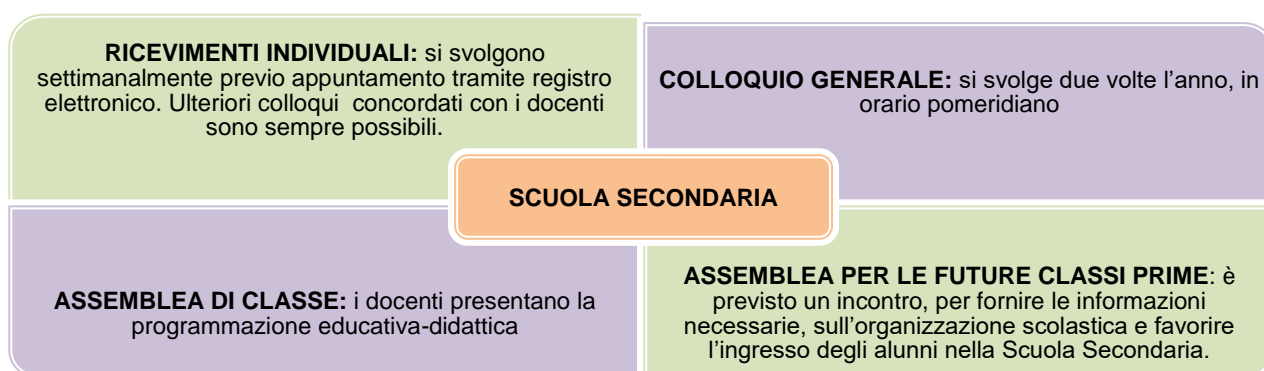 RICEVIMENTI INDIVIDUALI: si svolgono
settimanalmente previo appuntamento tramite registro
elettronico. Ulteriori colloqui concordati con i docenti
sono sempre possibili.
COLLOQUIO GENERALE: si svolge due volte l’anno, in
orario pomeridiano
SCUOLA SECONDARIA
ASSEMBLEA DI CLASSE: i docenti presentano la
programmazione educativa-didattica
ASSEMBLEA PER LE FUTURE CLASSI PRIME: è
previsto un incontro, per fornire le informazioni
necessarie, sull’organizzazione scolastica e favorire
l’ingresso degli alunni nella Scuola Secondaria.